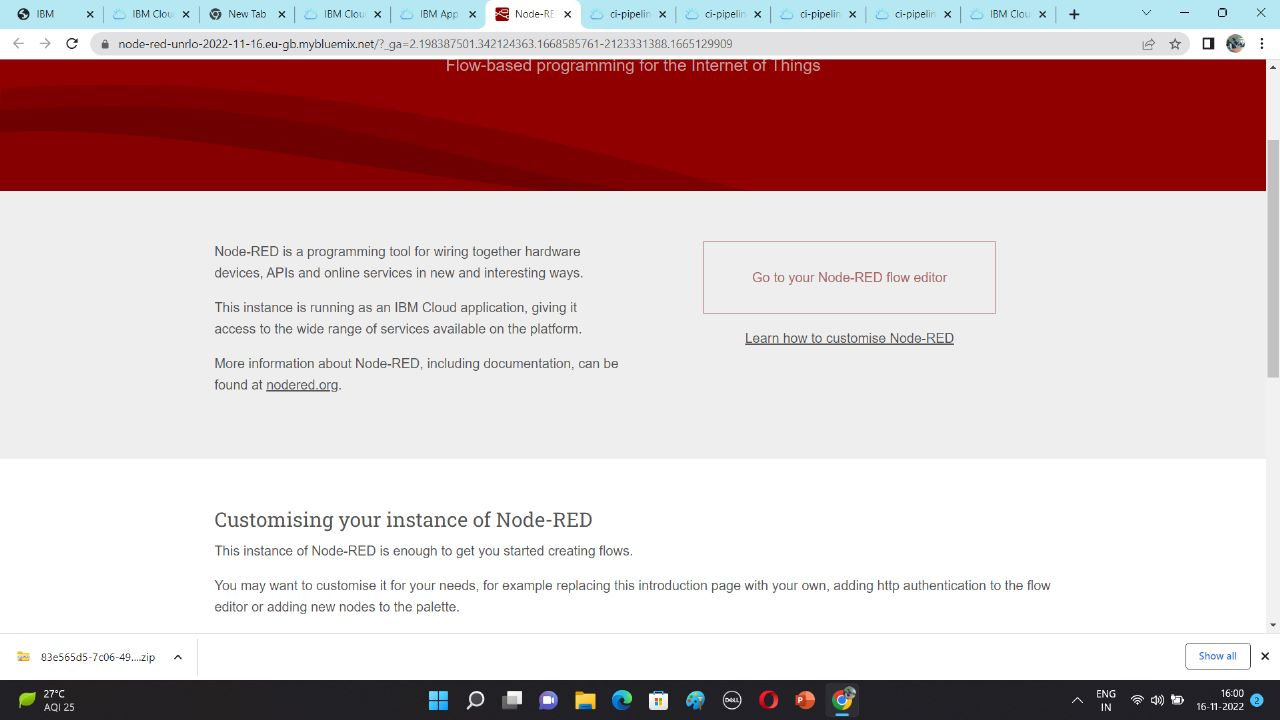 IBM
IBM Clou
New Tab
IBM Clou
IBM App
Node-RE
ci-pipelin
ci-pipelin
ci-pipelin
ci-pipelin
IBM Clou
node-red-unrlo-2022-11-16.eu-gb.mybluemix.net/?_ga=2.198387501.342121363.1668585761-2123331388.1665129909
Flow-based programming for the Internet of Things
Node-RED is a programming tool for wiring together hardware
devices, APIs and online services in new and interesting ways.
This instance is running as an IBM Cloud application, giving it
access to the wide range of services available on the platform.
More information about Node-RED, including documentation, can be
found at nodered.org.
Go to your Node-RED flow editor
Learn how to customise Node-RED
Customising your instance of Node-RED
This instance of Node-RED is enough to get you started creating flows.
You may want to customise it for your needs, for example replacing this introduction page with your own, adding http authentication to the flow
editor or adding new nodes to the palette.
83e565d5-7c06-49....zip
Show all
27°C
AQI 25
DELL
P
ENG
IN
16:00
16-11-2022
2